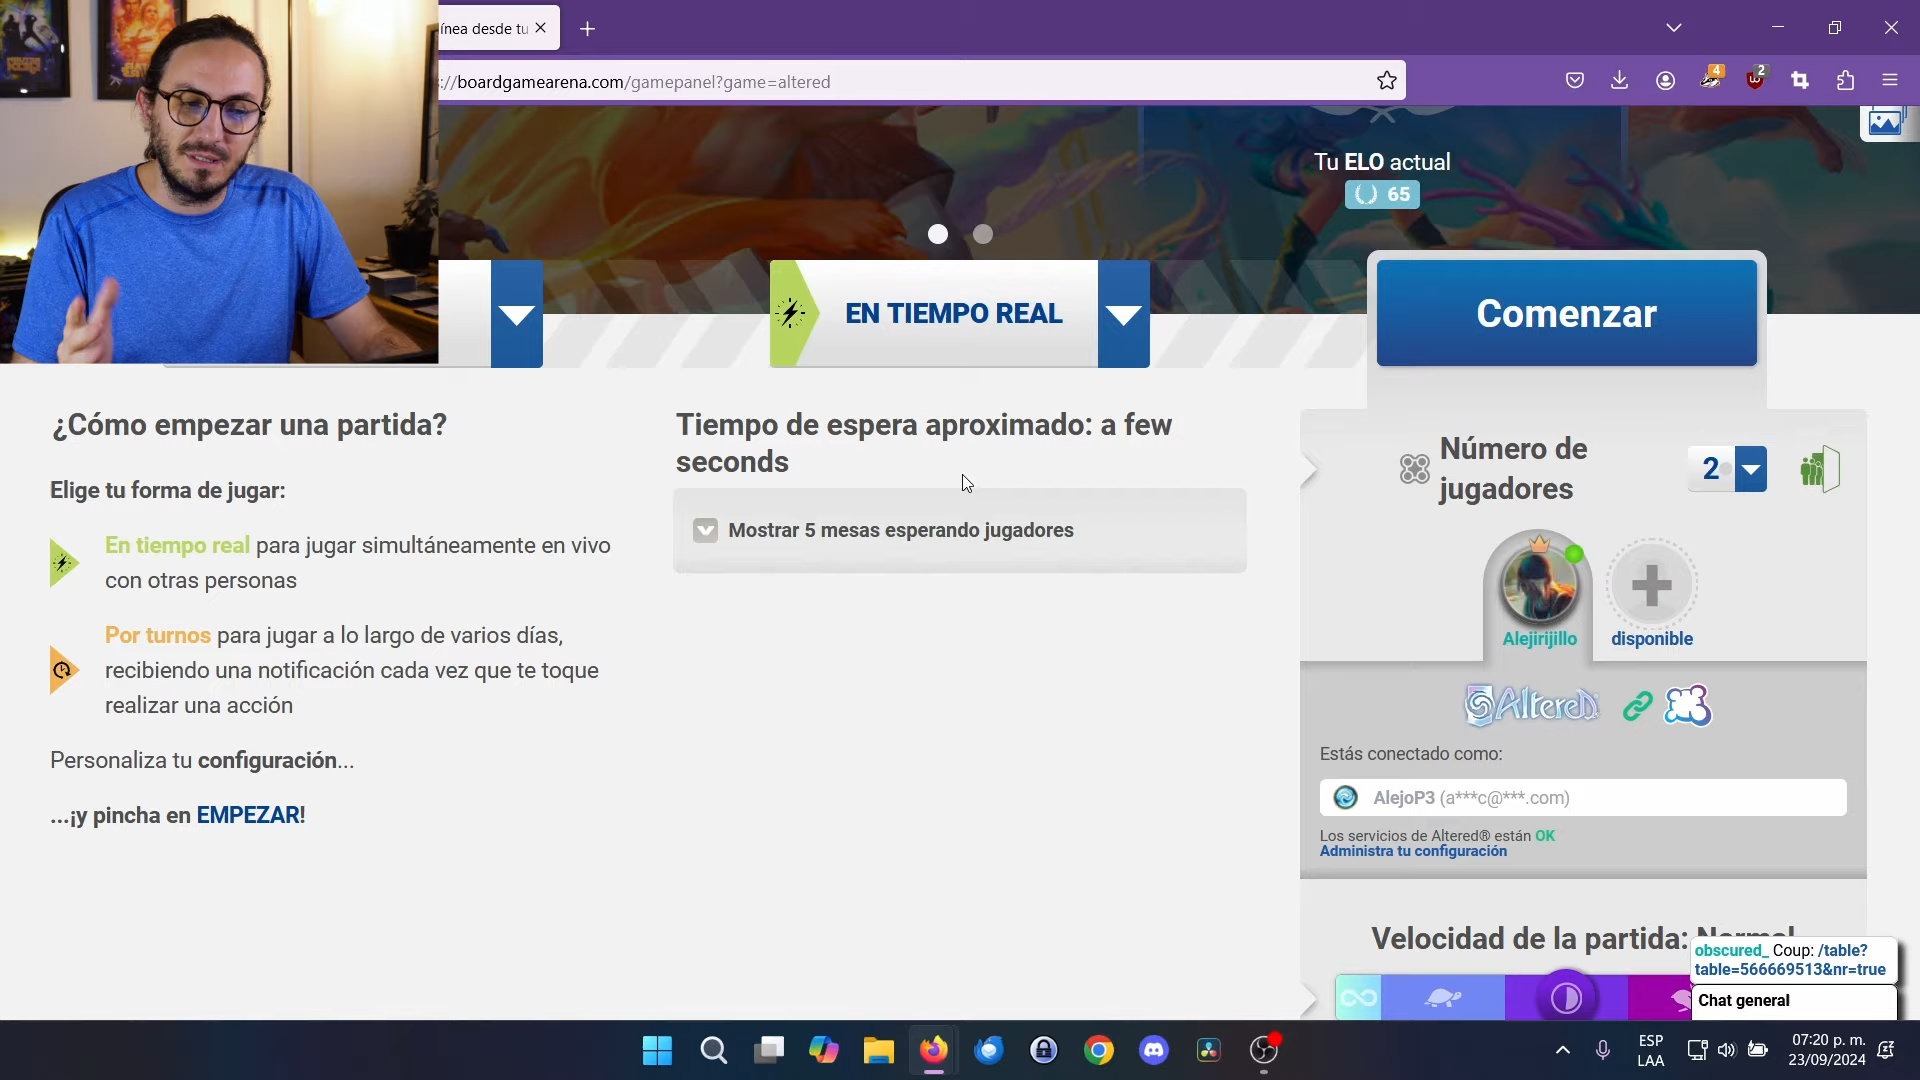 ínea desde tu
://boardgamearena.com/gamepanel?game=altered
4
2
Tu ELO actual
65
EN TIEMPO REAL
Comenzar
¿Cómo empezar una partida?
Elige tu forma de jugar:
En tiempo real para jugar simultáneamente en vivo
con otras personas
Por turnos para jugar a lo largo de varios días,
recibiendo una notificación cada vez que te toque
realizar una acción
Personaliza tu configuración...
...¡y pincha en EMPEZAR!
Tiempo de espera aproximado: a few
seconds
Mostrar 5 mesas esperando jugadores
Número de
jugadores
2
Alejirijillo
disponible
ALTERED
Estás conectado como:
AlejoP3 (a***c@***.com)
Los servicios de Altered® están OK
Administra tu configuración
Velocidad de la partida: Normal
obscured_ Coup: /table?
table=566669513&nr=true
Chat general
ESP
LAA
07:20 p. m.
23/09/2024